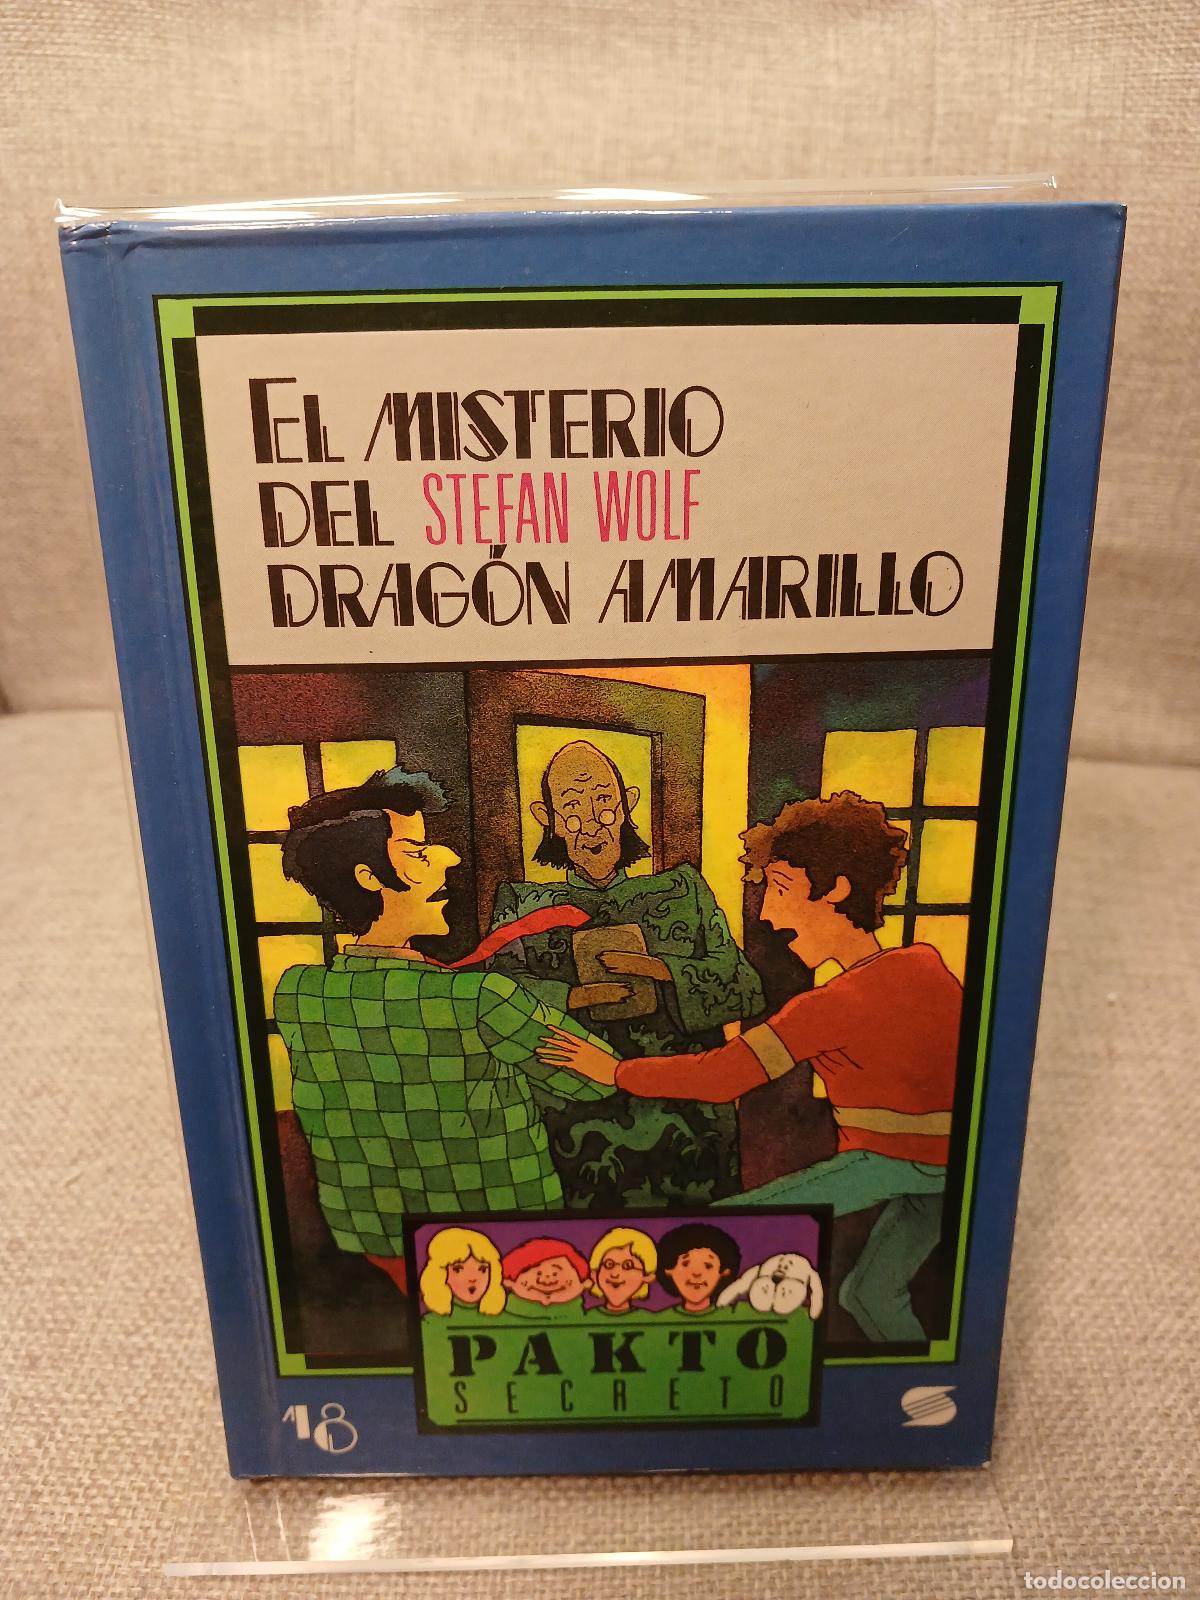 EL MISTERIO
DEL STEFAN WOLF
DRAGÓN AMARILLO
PAKTO
SECRETO
18
todocoleccion